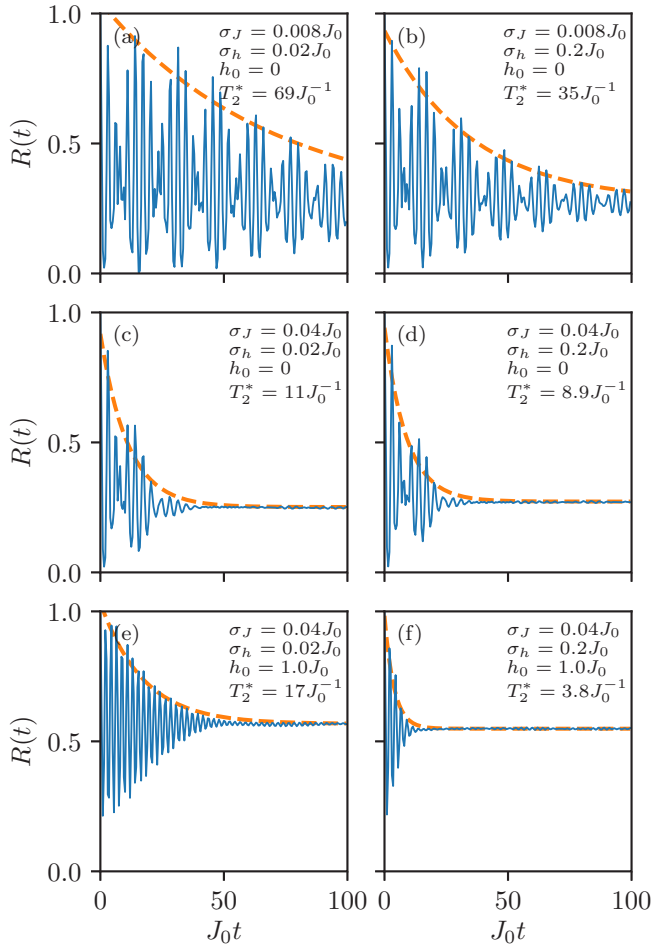 1.0
0.5
0.0
R(t)
(a)
σ_J = 0.008J_0
σ_h = 0.02J_0
h_0 = 0
T_2^* = 69J_0^{-1}
(b)
σ_J = 0.008J_0
σ_h = 0.2J_0
h_0 = 0
T_2^* = 35J_0^{-1}
1.0
0.5
0.0
R(t)
(c)
σ_J = 0.04J_0
σ_h = 0.02J_0
h_0 = 0
T_2^* = 11J_0^{-1}
(d)
σ_J = 0.04J_0
σ_h = 0.2J_0
h_0 = 0
T_2^* = 8.9J_0^{-1}
1.0
0.5
0.0
R(t)
(e)
σ_J = 0.04J_0
σ_h = 0.02J_0
h_0 = 1.0J_0
T_2^* = 17J_0^{-1}
0 50 100
J_0t
(f)
σ_J = 0.04J_0
σ_h = 0.2J_0
h_0 = 1.0J_0
T_2^* = 3.8J_0^{-1}
0 50 100
J_0t